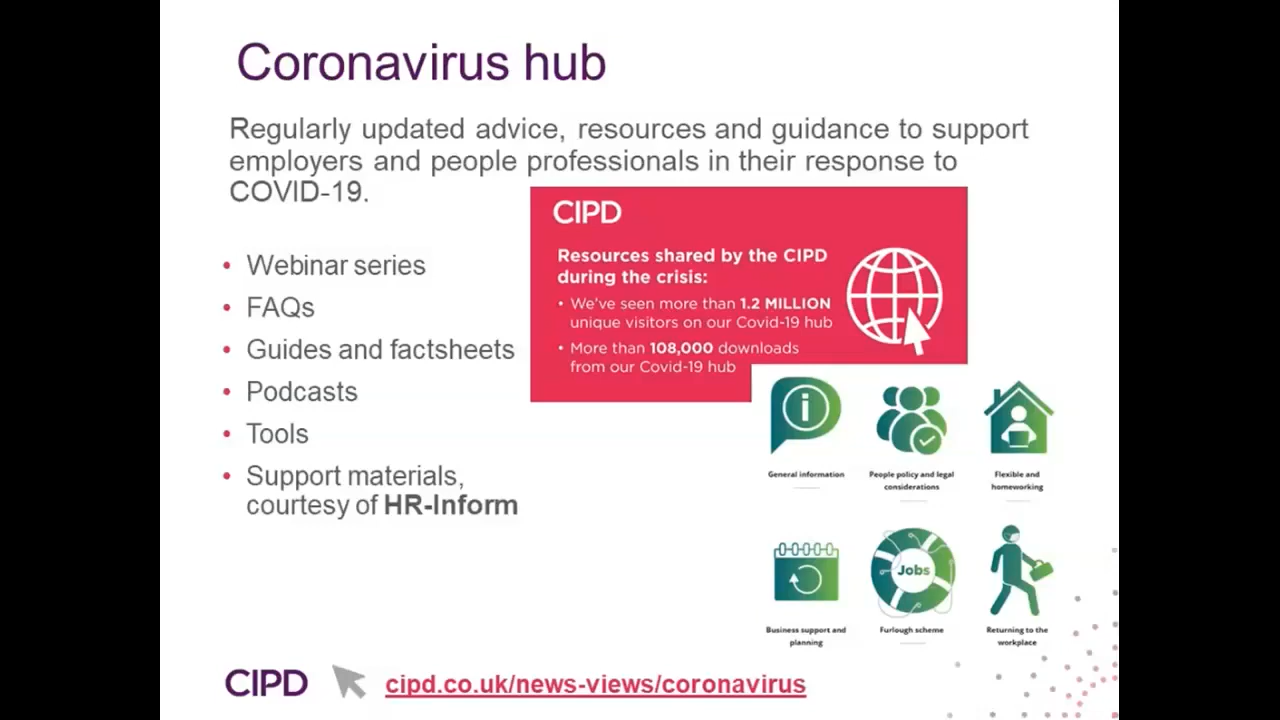 Coronavirus hub
Regularly updated advice, resources and guidance to support
employers and people professionals in their response to
COVID-19.
• Webinar series
• FAQs
• Guides and factsheets
• Podcasts
• Tools
• Support materials,
courtesy of HR-Inform
CIPD
Resources shared by the CIPD
during the crisis:
• We've seen more than 1.2 MILLION
unique visitors on our Covid-19 hub
• More than 108,000 downloads
from our Covid-19 hub
General information
People policy and legal
considerations
Flexible and
homeworking
Business support and
planning
Jobs
Furlough scheme
Returning to the
workplace
CIPD
cipd.co.uk/news-views/coronavirus